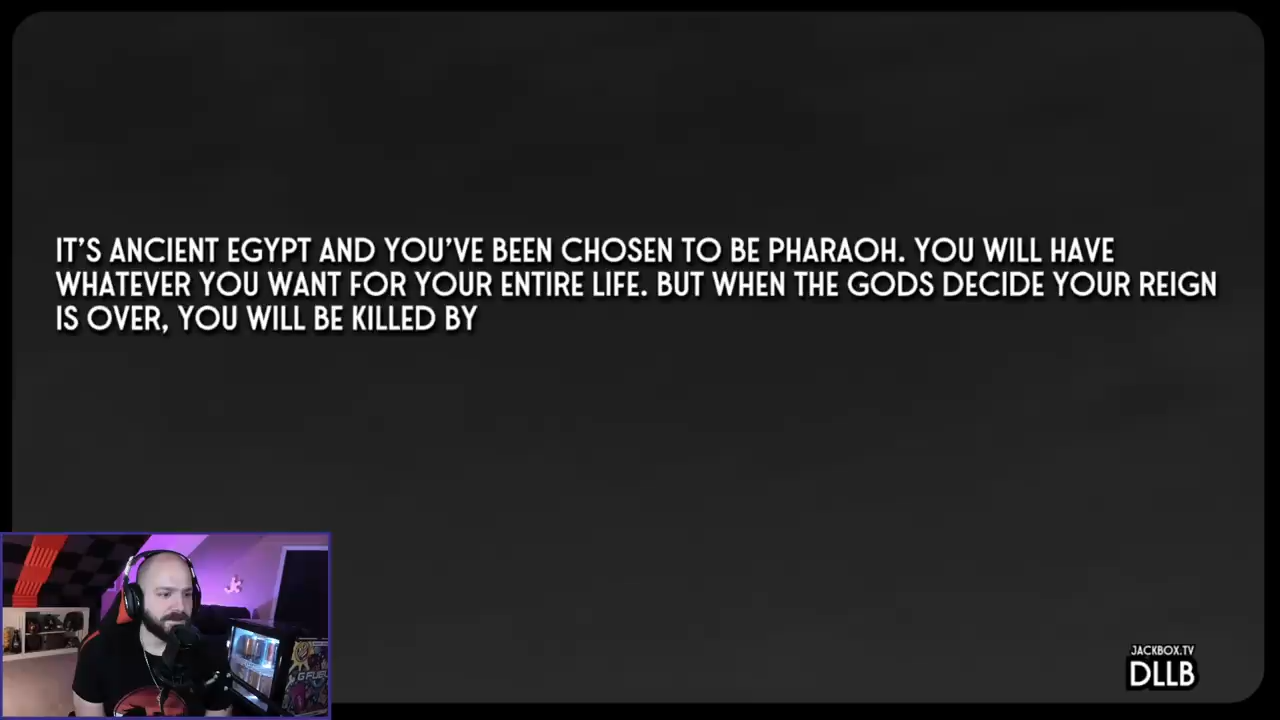 IT'S ANCIENT EGYPT AND YOU'VE BEEN CHOSEN TO BE PHARAOH. YOU WILL HAVE
WHATEVER YOU WANT FOR YOUR ENTIRE LIFE. BUT WHEN THE GODS DECIDE YOUR REIGN
IS OVER, YOU WILL BE KILLED BY
G FUEL
JACKBOX.TV
DLLB